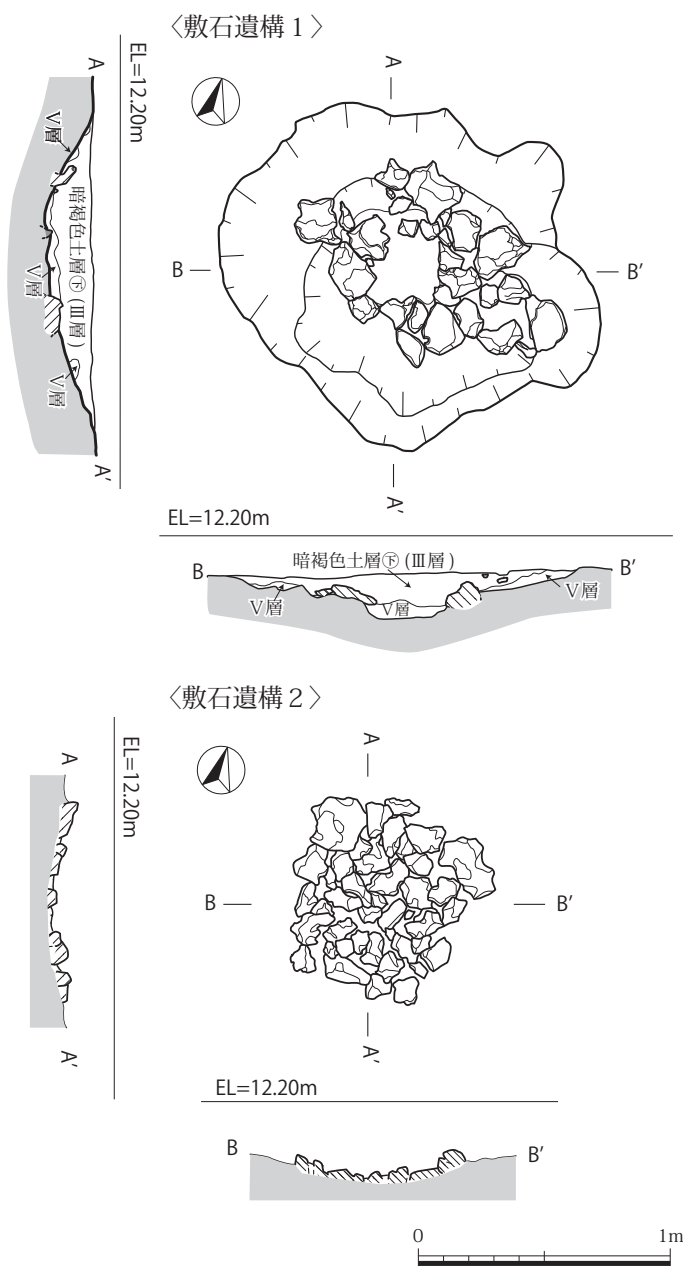 〈敷石遺構 1 〉
A
EL=12.20m
V層
暗褐色土層㊦ (Ⅲ層)
V層
V層
A'
A
B
B'
A'
EL=12.20m
暗褐色土層㊦ (Ⅲ層)
B
B'
V層
V層
V層
〈敷石遺構 2 〉
A
EL=12.20m
A'
A
B
B'
A'
EL=12.20m
B
B'
0
1m